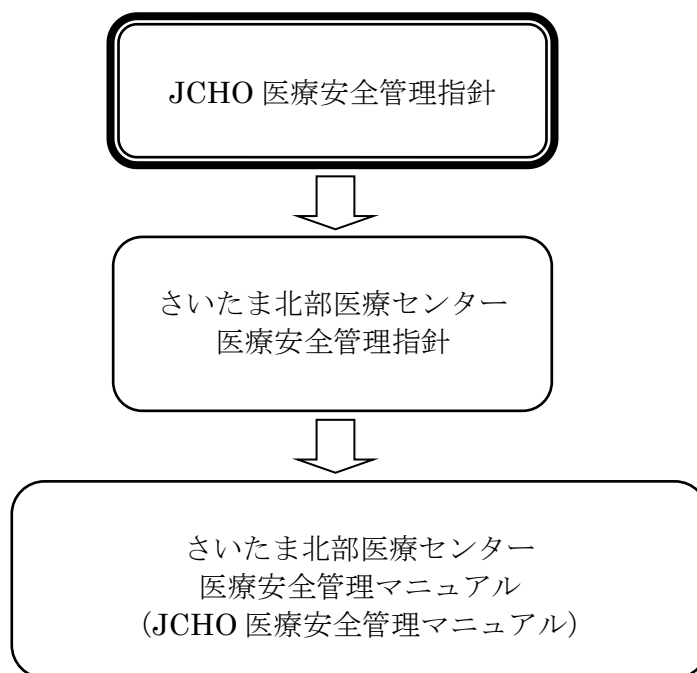 JCHO 医療安全管理指針
さいたま北部医療センター
医療安全管理指針
さいたま北部医療センター
医療安全管理マニュアル
（JCHO 医療安全管理マニュアル）